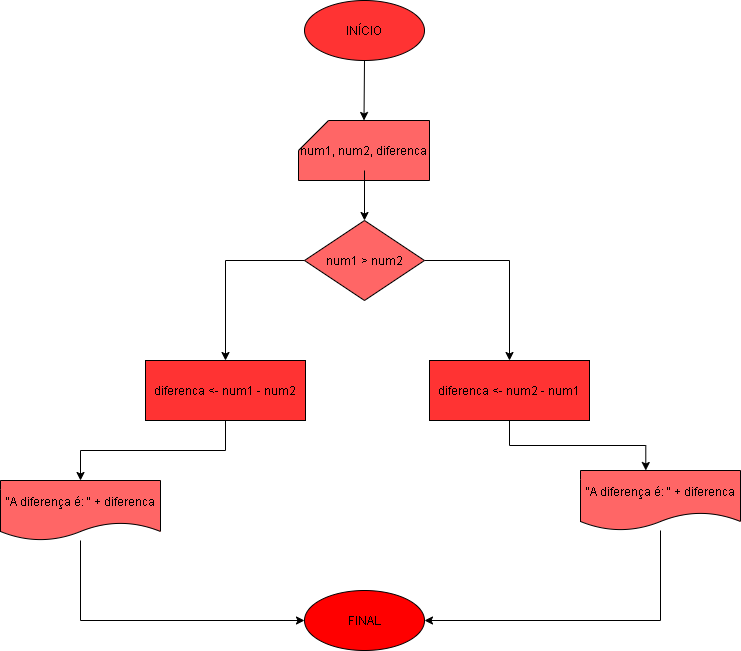 INÍCIO
num1, num2, diferenca
num1 > num2
diferenca <- num1 - num2
diferenca <- num2 - num1
"A diferença é: " + diferenca
"A diferença é: " + diferenca
FINAL